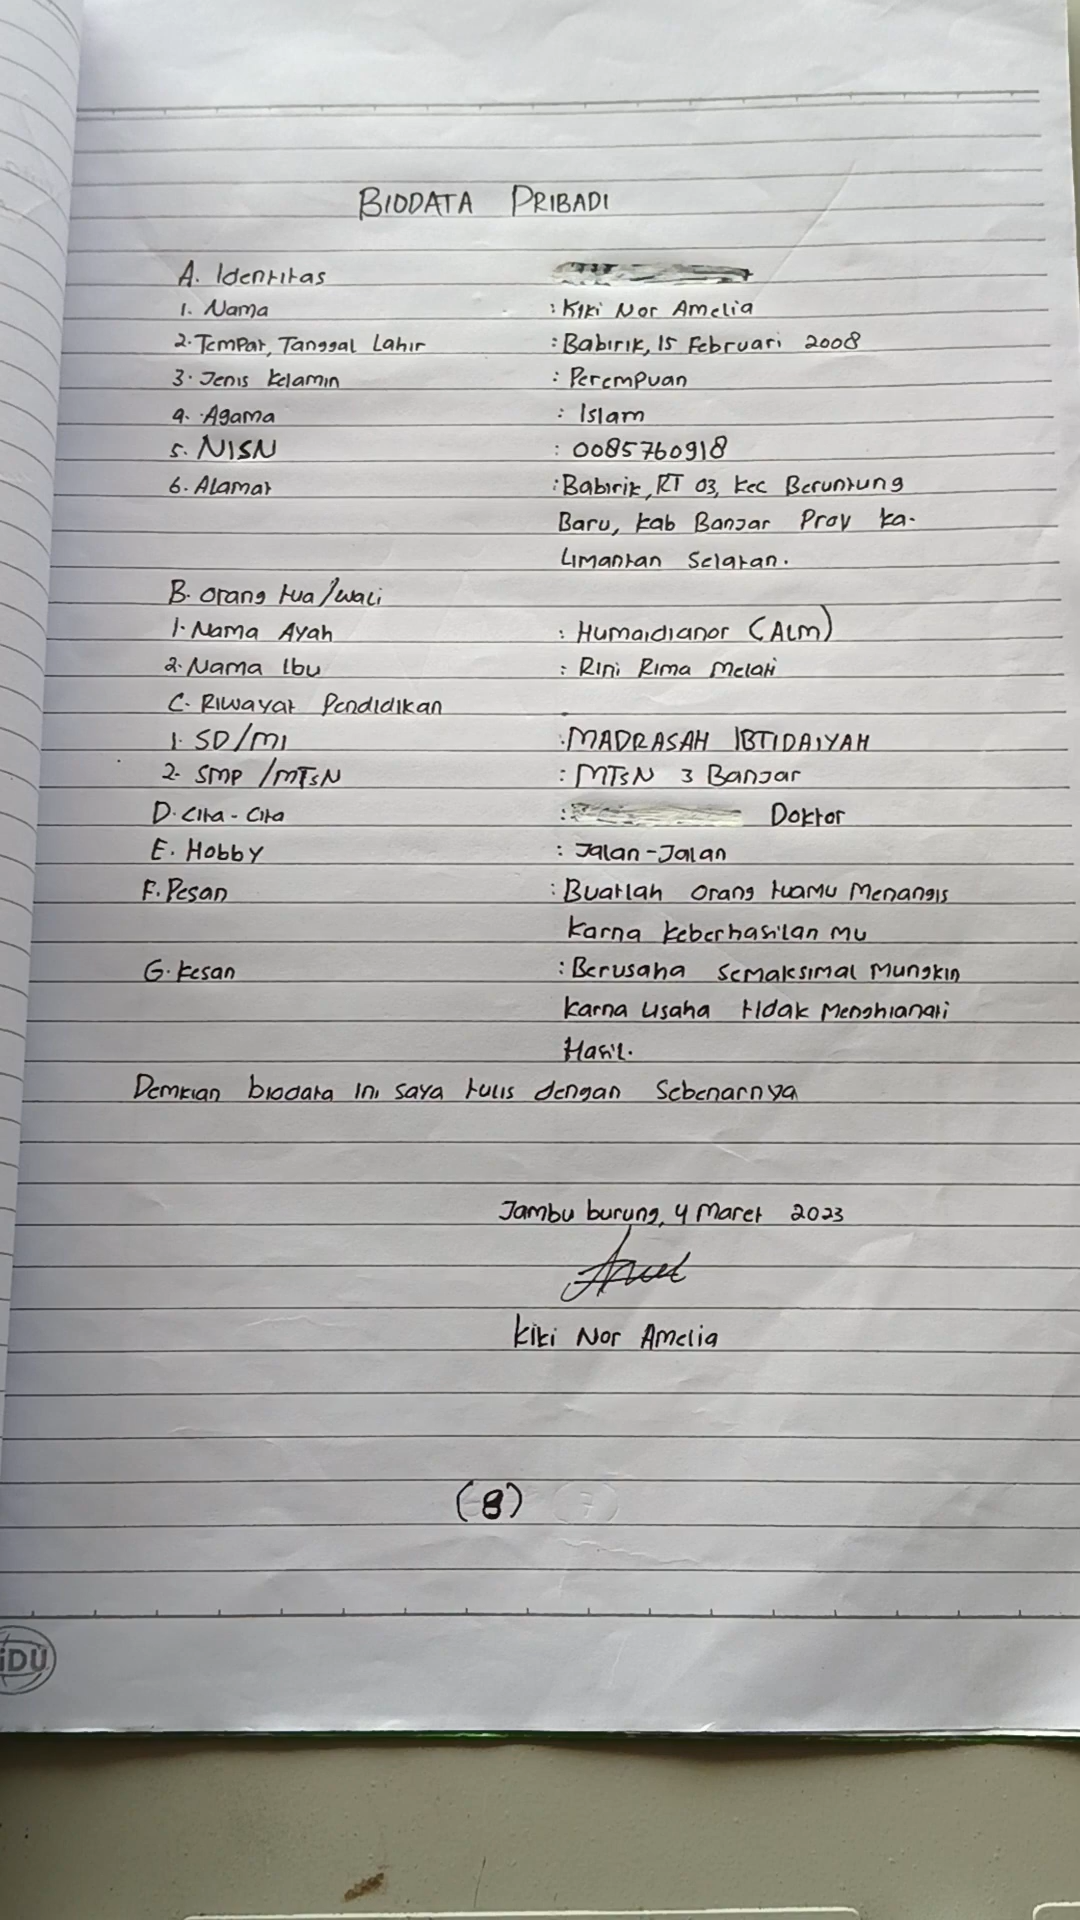 BIODATA PRIBADI
A. Identitas
1. Nama : Kiki Nor Amelia
2. Tempat, Tanggal Lahir : Babirik, 15 Februari 2008
3. Jenis Kelamin : Perempuan
4. Agama : Islam
5. NISN : 0085760918
6. Alamat : Babirik, RT 03, Kec Beruntung
Baru, Kab Banjar Prov Ka-
limantan Selatan.
B. Orang tua/wali
1. Nama Ayah : Humaidianor (Alm)
2. Nama Ibu : Rini Rima Melati
C. Riwayat Pendidikan
1. SD/MI : MADRASAH IBTIDAIYAH
2. SMP/MTsN : MTsN 3 Banjar
D. Cita-Cita : Doktor
E. Hobby : Jalan-Jalan
F. Pesan : Buatlah orang tuamu Menangis
Karna Keberhasilan mu
G. Kesan : Berusaha semaksimal Mungkin
Karna Usaha tidak Menghianati
Hasil.
Demkian biodata ini saya tulis dengan Sebenarnya
Jambu burung, 4 Maret 2023
Kiki Nor Amelia
(8)
iDU